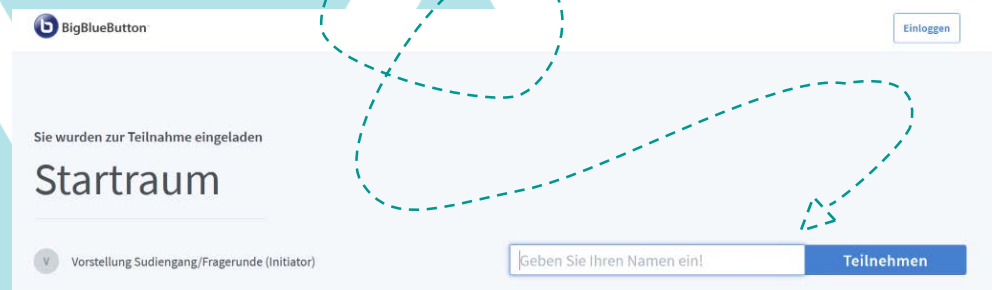 BigBlueButton
Einloggen
Sie wurden zur Teilnahme eingeladen
Startraum
V Vorstellung Sudiengang/Fragerunde (Initiator)
Geben Sie Ihren Namen ein! Teilnehmen